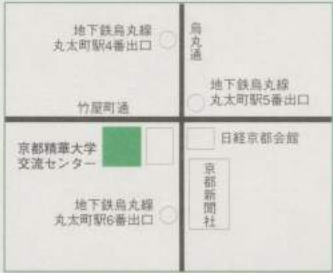 地下鉄烏丸線
丸太町駅4番出口
烏丸通
地下鉄烏丸線
丸太町駅5番出口
竹屋町通
京都精華大学
交流センター
日経京都会館
京都新聞社
地下鉄烏丸線
丸太町駅6番出口